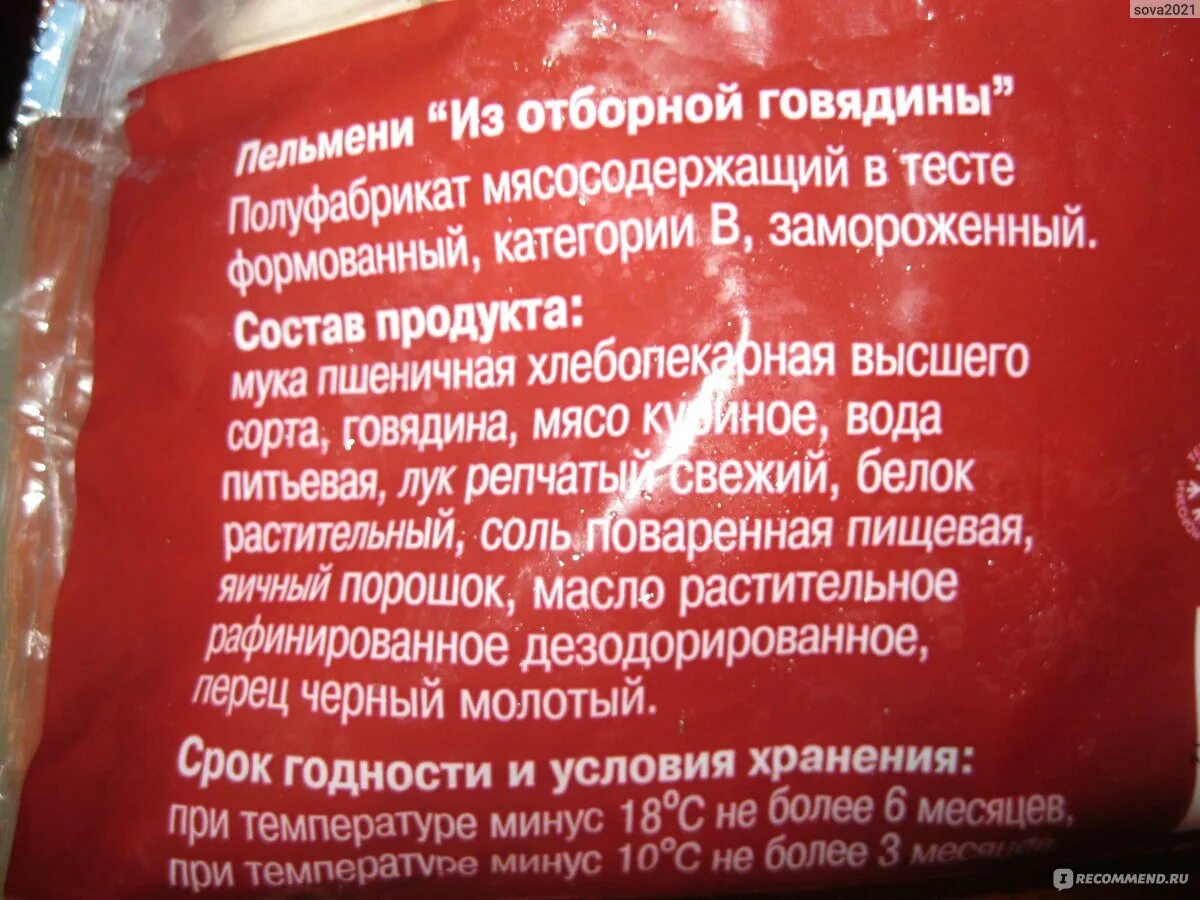 sova2021
Пельмени “Из отборной говядины”
Полуфабрикат мясосодержащий в тесте
формованный, категории В, замороженный.
Состав продукта:
мука пшеничная хлебопекарная высшего
сорта, говядина, мясо куриное, вода
питьевая, лук репчатый свежий, белок
растительный, соль поваренная пищевая,
яичный порошок, масло растительное
рафинированное дезодорированное,
перец черный молотый.
Срок годности и условия хранения:
при температуре минус 18°С не более 6 месяцев,
при температуре минус 10°С не более 3 месяцев
IRECOMMEND.RU